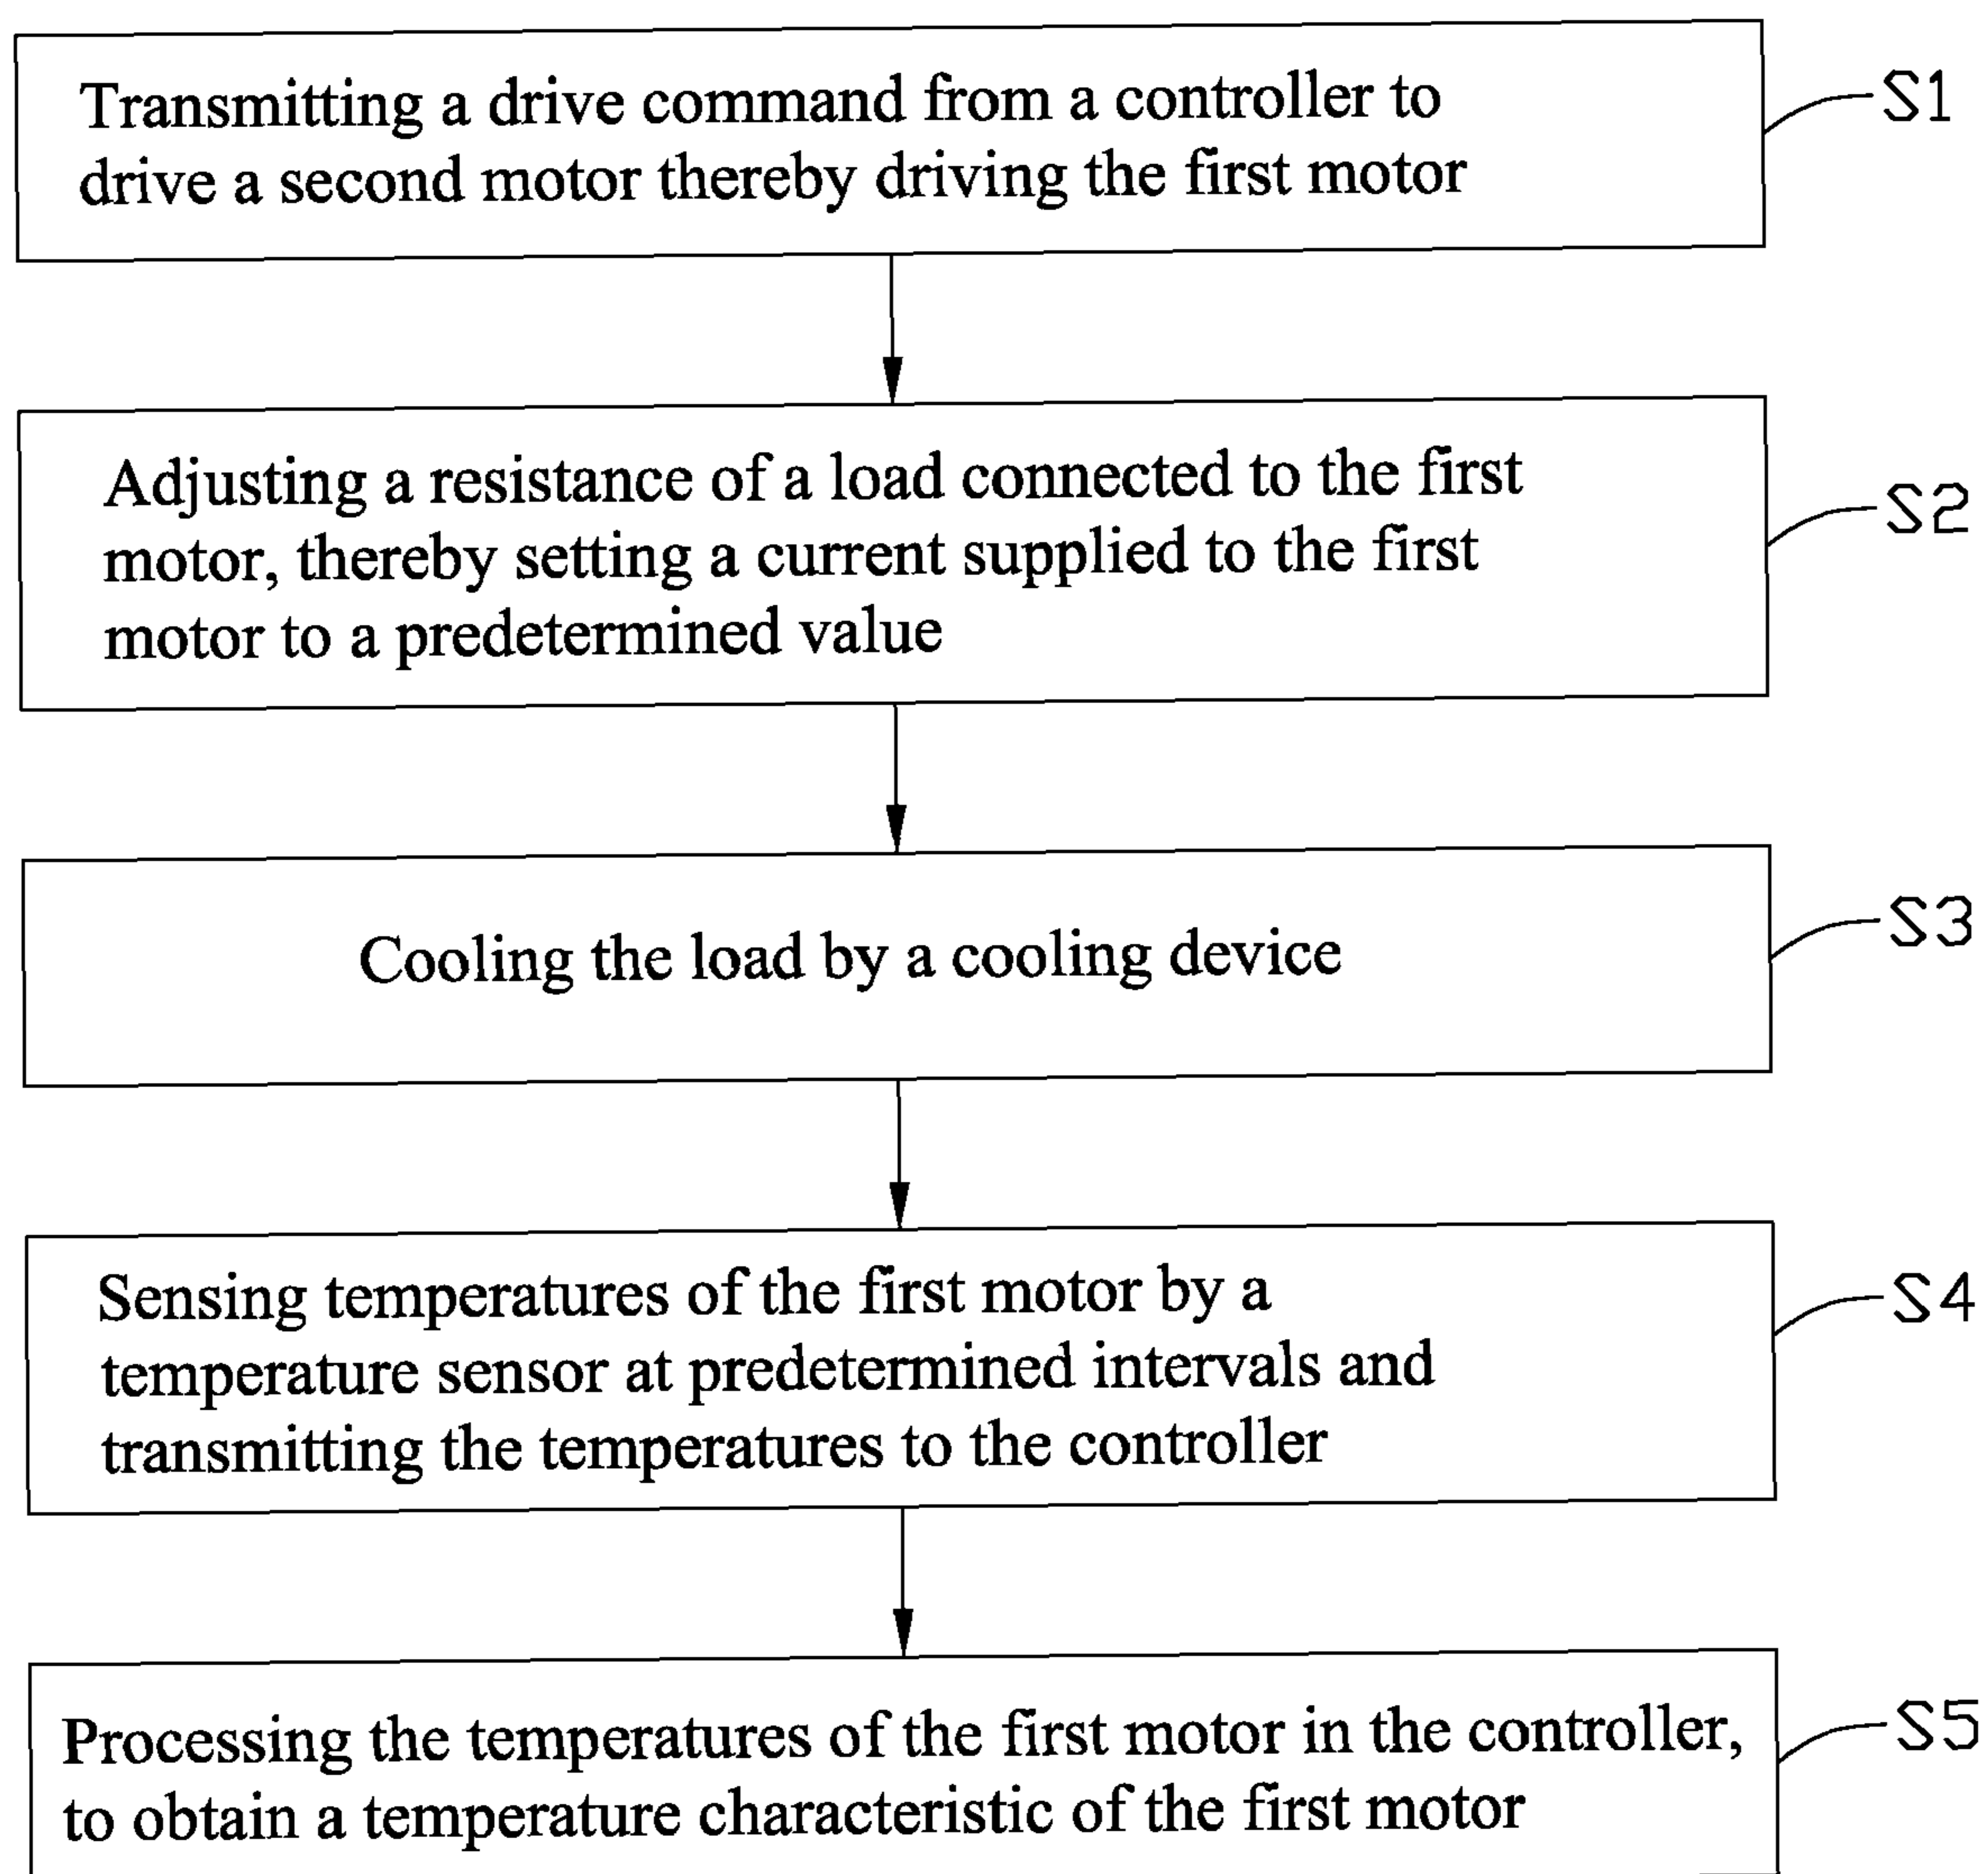 Transmitting a drive command from a controller to
drive a second motor thereby driving the first motor
S1
Adjusting a resistance of a load connected to the first
motor, thereby setting a current supplied to the first
motor to a predetermined value
S2
Cooling the load by a cooling device
S3
Sensing temperatures of the first motor by a
temperature sensor at predetermined intervals and
transmitting the temperatures to the controller
S4
Processing the temperatures of the first motor in the controller,
to obtain a temperature characteristic of the first motor
S5